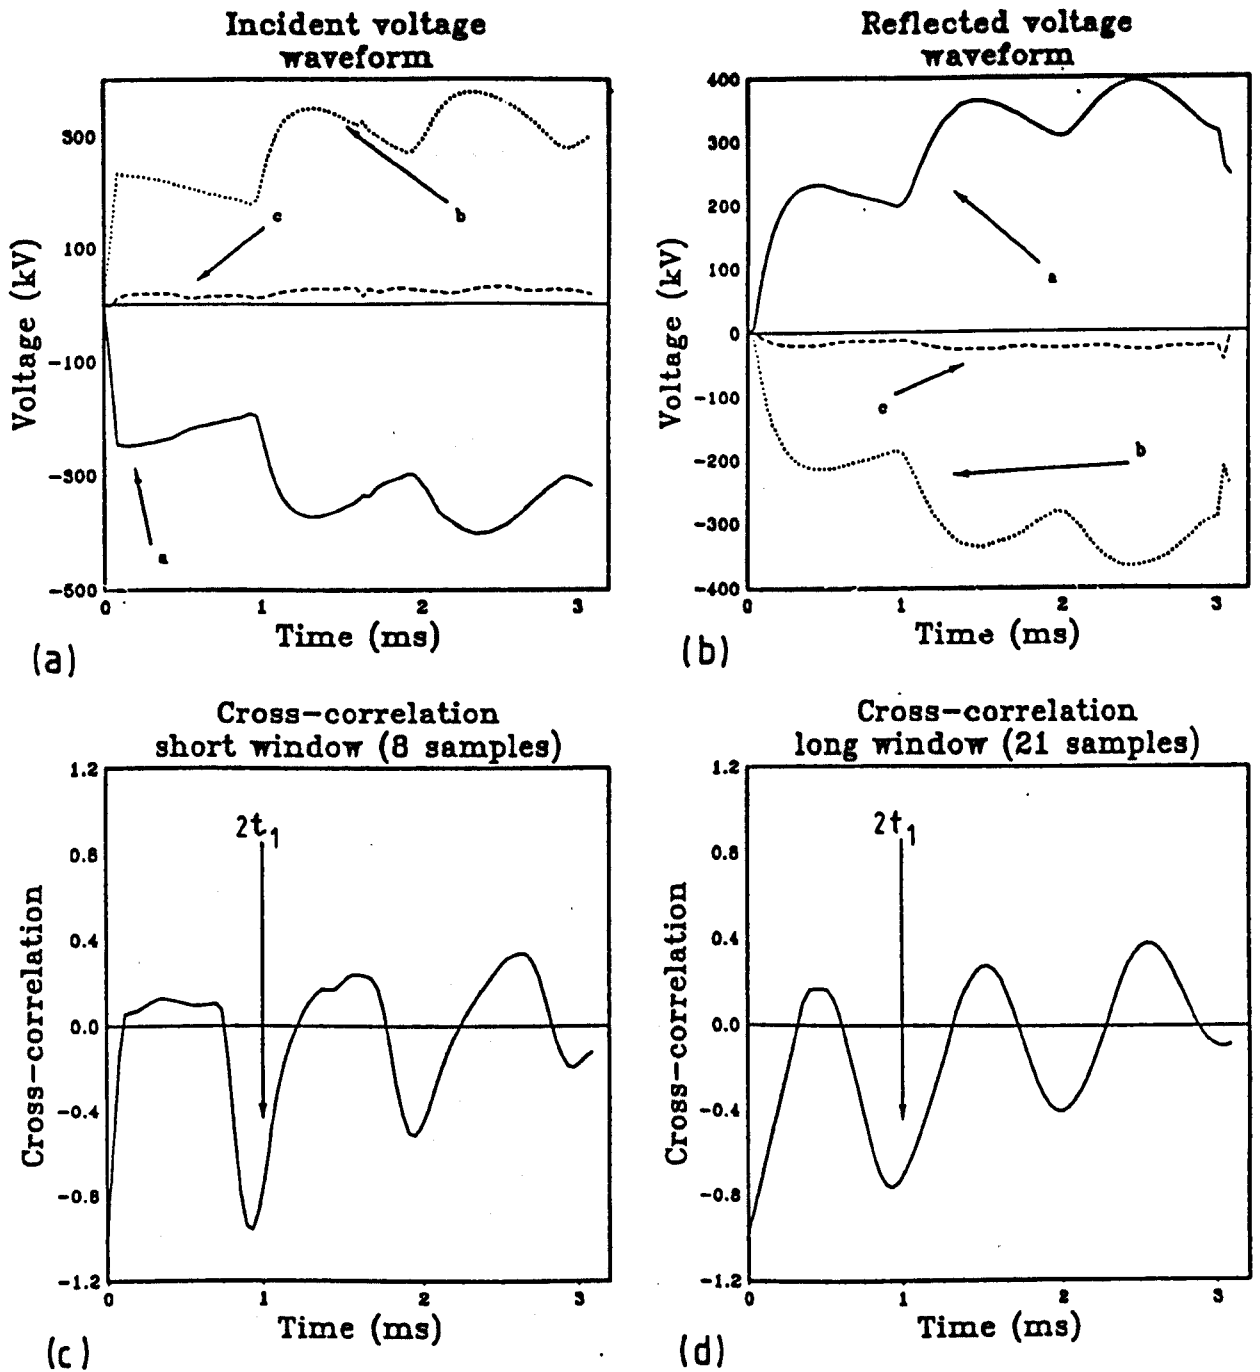 Incident voltage
waveform
300
100
-100
-300
-500
Voltage (kV)
0
1
2
3
Time (ms)
a
b
c
(a)
Reflected voltage
waveform
400
300
200
100
0
-100
-200
-300
-400
Voltage (kV)
0
1
2
3
Time (ms)
a
b
c
(b)
Cross-correlation
short window (8 samples)
1.2
0.8
0.4
0.0
-0.4
-0.8
-1.2
Cross-correlation
2t1
0
1
2
3
Time (ms)
(c)
Cross-correlation
long window (21 samples)
1.2
0.8
0.4
0.0
-0.4
-0.8
-1.2
Cross-correlation
2t1
0
1
2
3
Time (ms)
(d)